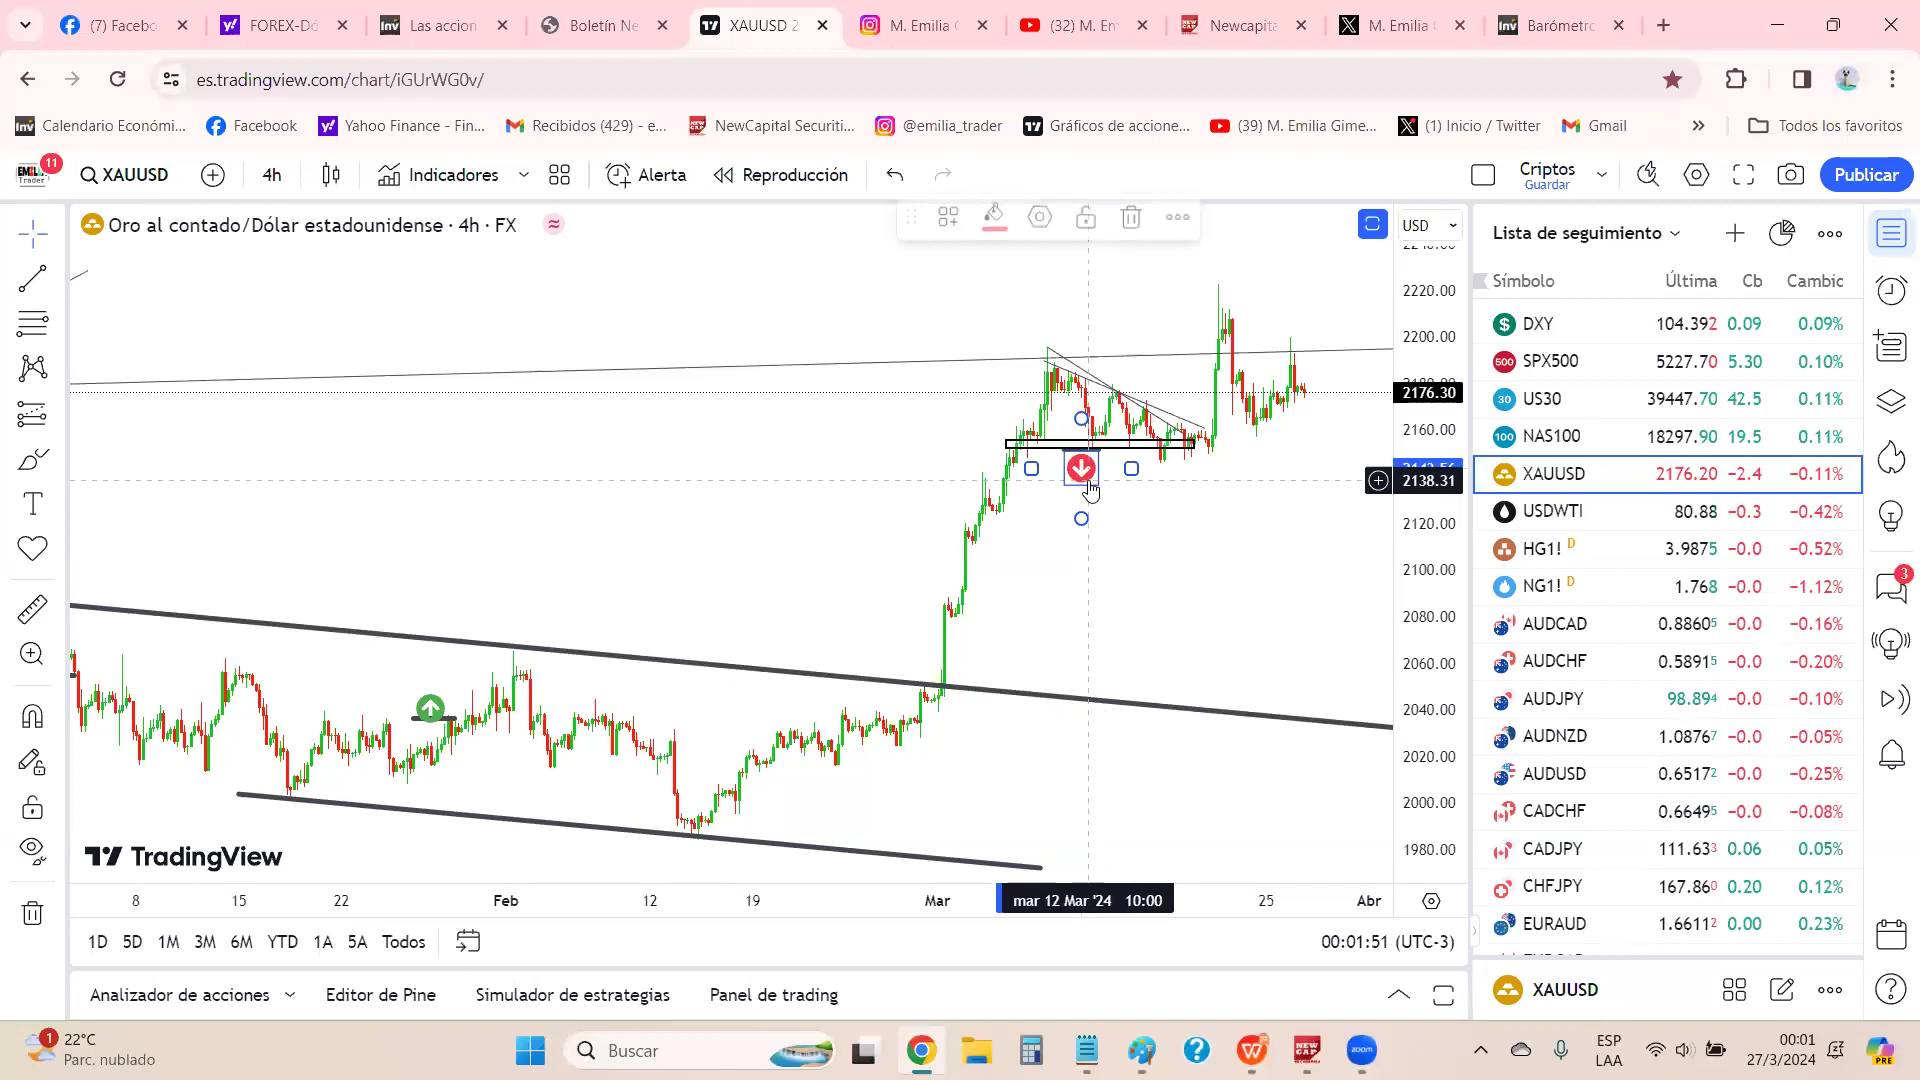 (7) Facebo
FOREX-Dó
Las accion
Boletín Ne
XAUUSD 2
M. Emilia G
(32) M. Em
Newcapita
M. Emilia G
Barómetro
es.tradingview.com/chart/iGUrWG0v/
Calendario Económi...
Facebook
Yahoo Finance - Fin...
Recibidos (429) - e...
NewCapital Securiti...
@emilia_trader
Gráficos de accione...
(39) M. Emilia Gime...
(1) Inicio / Twitter
Gmail
Todos los favoritos
11
XAUUSD
4h
Indicadores
Alerta
Reproducción
Criptos
Guardar
Publicar
Oro al contado/Dólar estadounidense · 4h · FX
USD
2220.00
2200.00
2176.30
2160.00
2138.31
2120.00
2100.00
2080.00
2060.00
2040.00
2020.00
2000.00
1980.00
TradingView
8 15 22 Feb 12 19 Mar mar 12 Mar '24 10:00 25 Abr
1D 5D 1M 3M 6M YTD 1A 5A Todos
00:01:51 (UTC-3)
Analizador de acciones
Editor de Pine
Simulador de estrategias
Panel de trading
Lista de seguimiento
Símbolo Última Cb Cambio
DXY 104.392 0.09 0.09%
SPX500 5227.70 5.30 0.10%
US30 39447.70 42.5 0.11%
NAS100 18297.90 19.5 0.11%
XAUUSD 2176.20 −2.4 −0.11%
USDWTI 80.88 −0.3 −0.42%
HG1! D 3.9875 −0.0 −0.52%
NG1! D 1.768 −0.0 −1.12%
AUDCAD 0.88605 −0.0 −0.16%
AUDCHF 0.58915 −0.0 −0.20%
AUDJPY 98.894 −0.0 −0.10%
AUDNZD 1.08767 −0.0 −0.05%
AUDUSD 0.65172 −0.0 −0.25%
CADCHF 0.66495 −0.0 −0.08%
CADJPY 111.633 0.06 0.05%
CHFJPY 167.860 0.20 0.12%
EURAUD 1.66112 0.00 0.23%
XAUUSD
3
1
22°C
Parc. nublado
Buscar
zoom
ESP
LAA
00:01
27/3/2024
PRE